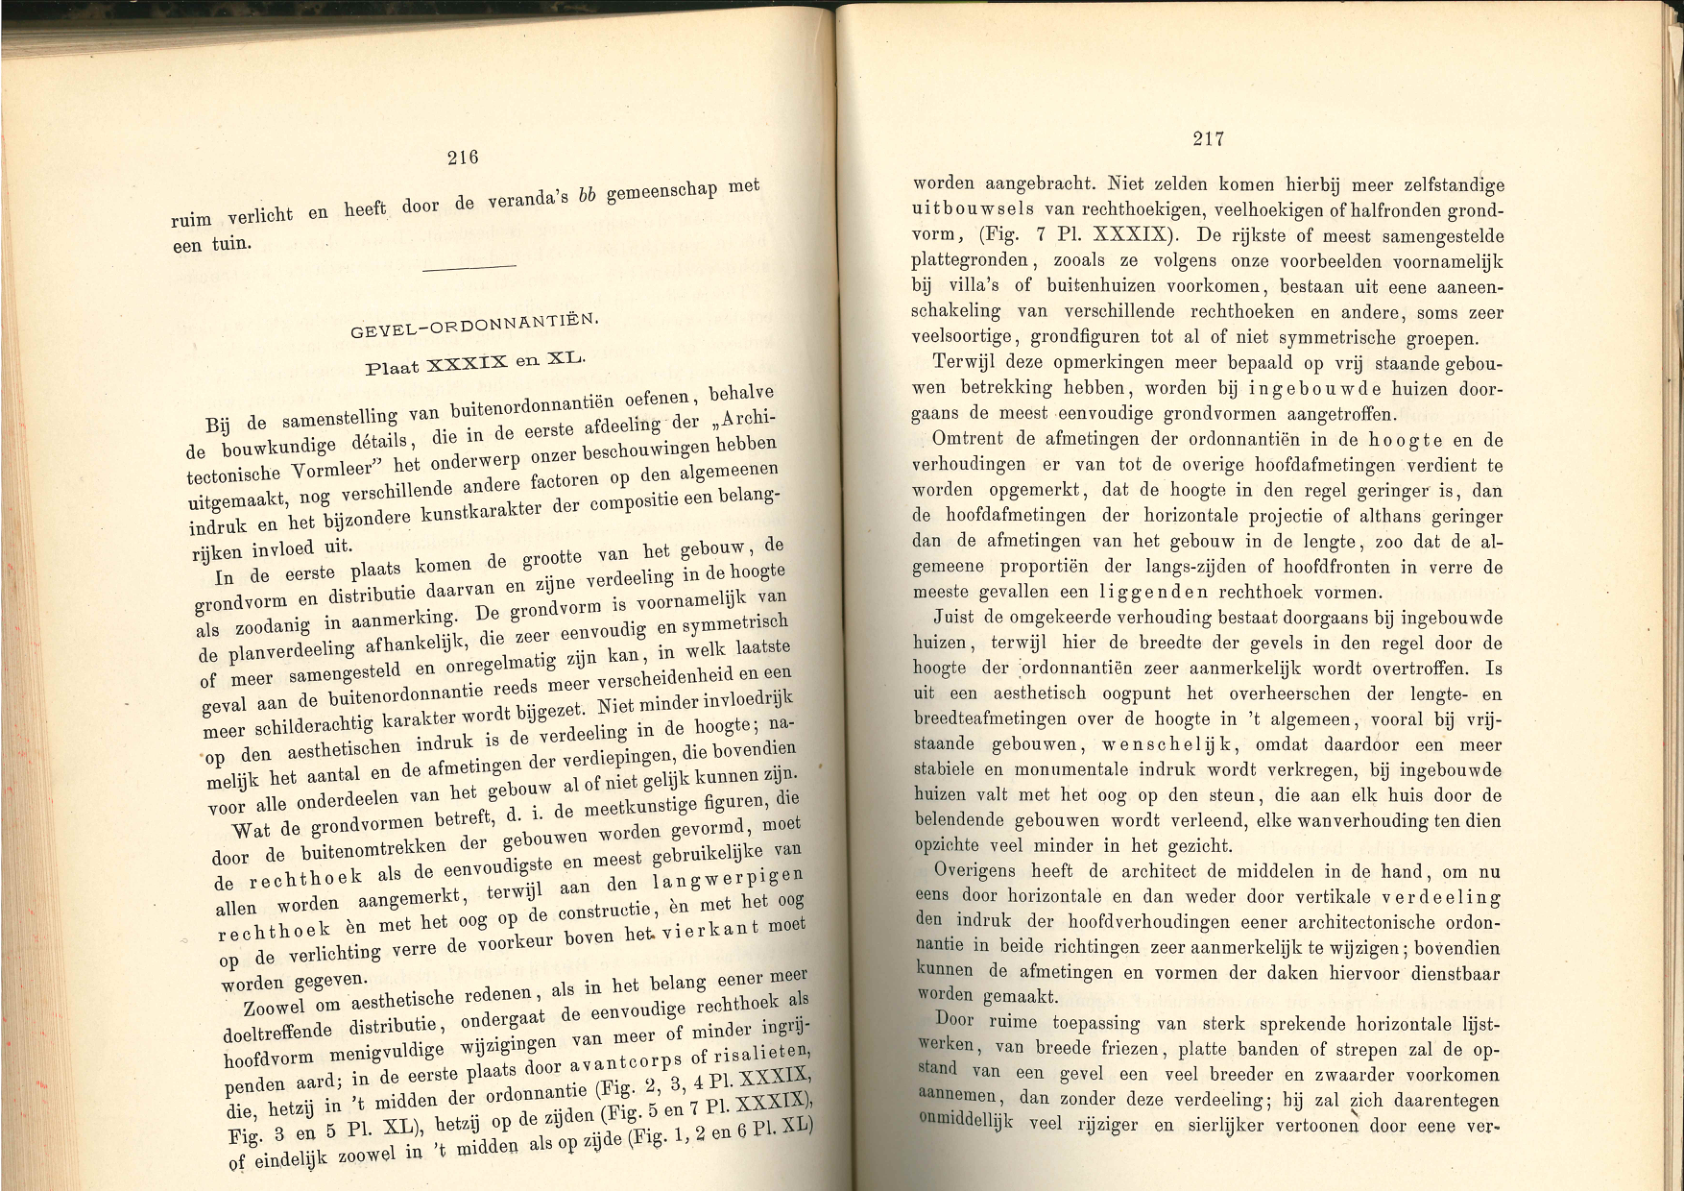 216
ruim verlicht en heeft door de veranda's bb gemeenschap met
een tuin.
GEVEL-ORDONNANTIËN.
Plaat XXXIX en XL.
Bij de samenstelling van buitenordonnantiën oefenen, behalve
de bouwkundige détails, die in de eerste afdeeling der „Archi-
tectonische Vormleer” het onderwerp onzer beschouwingen hebben
uitgemaakt, nog verschillende andere factoren op den algemeenen
indruk en het bijzondere kunstkarakter der compositie een belang-
rijken invloed uit.
In de eerste plaats komen de grootte van het gebouw, de
grondvorm en distributie daarvan en zijne verdeeling in de hoogte
als zoodanig in aanmerking. De grondvorm is voornamelijk van
de planverdeeling afhankelijk, die zeer eenvoudig en symmetrisch
of meer samengesteld en onregelmatig zijn kan, in welk laatste
geval aan de buitenordonnantie reeds meer verscheidenheid en een
meer schilderachtig karakter wordt bijgezet. Niet minder invloedrijk
op den aesthetischen indruk is de verdeeling in de hoogte; na-
melijk het aantal en de afmetingen der verdiepingen, die bovendien
voor alle onderdeelen van het gebouw al of niet gelijk kunnen zijn.
Wat de grondvormen betreft, d. i. de meetkunstige figuren, die
door de buitenomtrekken der gebouwen worden gevormd, moet
de rechthoek als de eenvoudigste en meest gebruikelijke van
allen worden aangemerkt, terwijl aan den langwerpigen
rechthoek èn met het oog op de constructie, èn met het oog
op de verlichting verre de voorkeur boven het vierkant moet
worden gegeven.
Zoowel om aesthetische redenen, als in het belang eener meer
doeltreffende distributie, ondergaat de eenvoudige rechthoek als
hoofdvorm menigvuldige wijzigingen van meer of minder ingrij-
penden aard; in de eerste plaats door avantcorps of risalieten,
die, hetzij in 't midden der ordonnantie (Fig. 2, 3, 4 Pl. XXXIX,
Fig. 3 en 5 Pl. XL), hetzij op de zijden (Fig. 5 en 7 Pl. XXXIX),
of eindelijk zoowel in 't midden als op zijde (Fig. 1, 2 en 6 Pl. XL)
217
worden aangebracht. Niet zelden komen hierbij meer zelfstandige
uitbouwsels van rechthoekigen, veelhoekigen of halfronden grond-
vorm, (Fig. 7 Pl. XXXIX). De rijkste of meest samengestelde
plattegronden, zooals ze volgens onze voorbeelden voornamelijk
bij villa's of buitenhuizen voorkomen, bestaan uit eene aaneen-
schakeling van verschillende rechthoeken en andere, soms zeer
veelsoortige, grondfiguren tot al of niet symmetrische groepen.
Terwijl deze opmerkingen meer bepaald op vrij staande gebou-
wen betrekking hebben, worden bij ingebouwde huizen door-
gaans de meest eenvoudige grondvormen aangetroffen.
Omtrent de afmetingen der ordonnantiën in de hoogte en de
verhoudingen er van tot de overige hoofdafmetingen verdient te
worden opgemerkt, dat de hoogte in den regel geringer is, dan
de hoofdafmetingen der horizontale projectie of althans geringer
dan de afmetingen van het gebouw in de lengte, zoo dat de al-
gemeene proportiën der langs-zijden of hoofdfronten in verre de
meeste gevallen een liggenden rechthoek vormen.
Juist de omgekeerde verhouding bestaat doorgaans bij ingebouwde
huizen, terwijl hier de breedte der gevels in den regel door de
hoogte der ordonnantiën zeer aanmerkelijk wordt overtroffen. Is
uit een aesthetisch oogpunt het overheerschen der lengte- en
breedteafmetingen over de hoogte in 't algemeen, vooral bij vrij-
staande gebouwen, wenschelijk, omdat daardoor een meer
stabiele en monumentale indruk wordt verkregen, bij ingebouwde
huizen valt met het oog op den steun, die aan elk huis door de
belendende gebouwen wordt verleend, elke wanverhouding ten dien
opzichte veel minder in het gezicht.
Overigens heeft de architect de middelen in de hand, om nu
eens door horizontale en dan weder door vertikale verdeeling
den indruk der hoofdverhoudingen eener architectonische ordon-
nantie in beide richtingen zeer aanmerkelijk te wijzigen; bovendien
kunnen de afmetingen en vormen der daken hiervoor dienstbaar
worden gemaakt.
Door ruime toepassing van sterk sprekende horizontale lijst-
werken, van breede friezen, platte banden of strepen zal de op-
stand van een gevel een veel breeder en zwaarder voorkomen
aannemen, dan zonder deze verdeeling; hij zal zich daarentegen
onmiddellijk veel rijziger en sierlijker vertoonen door eene ver-